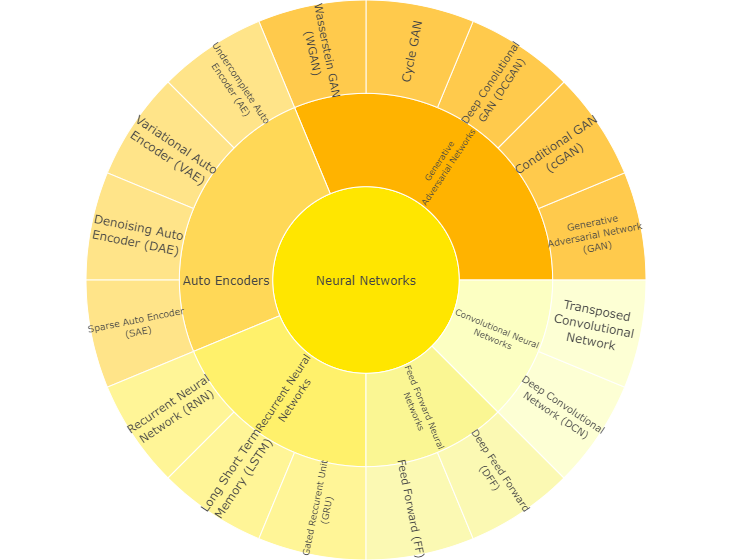 Neural Networks
Generative
Adversarial Networks
Generative
Adversarial Network
(GAN)
Conditional GAN
(cGAN)
Deep Conolutional
GAN (DCGAN)
Cycle GAN
Wasserstein GAN
(WGAN)
Auto Encoders
Undercomplete Auto
Encoder (AE)
Variational Auto
Encoder (VAE)
Denoising Auto
Encoder (DAE)
Sparse Auto Encoder
(SAE)
Recurrent Neural
Networks
Recurrent Neural
Network (RNN)
Long Short Term
Memory (LSTM)
Gated Reccurent Unit
(GRU)
Feed Forward Neural
Networks
Feed Forward (FF)
Deep Feed Forward
(DFF)
Convolutional Neural
Networks
Deep Convolutional
Network (DCN)
Transposed
Convolutional
Network